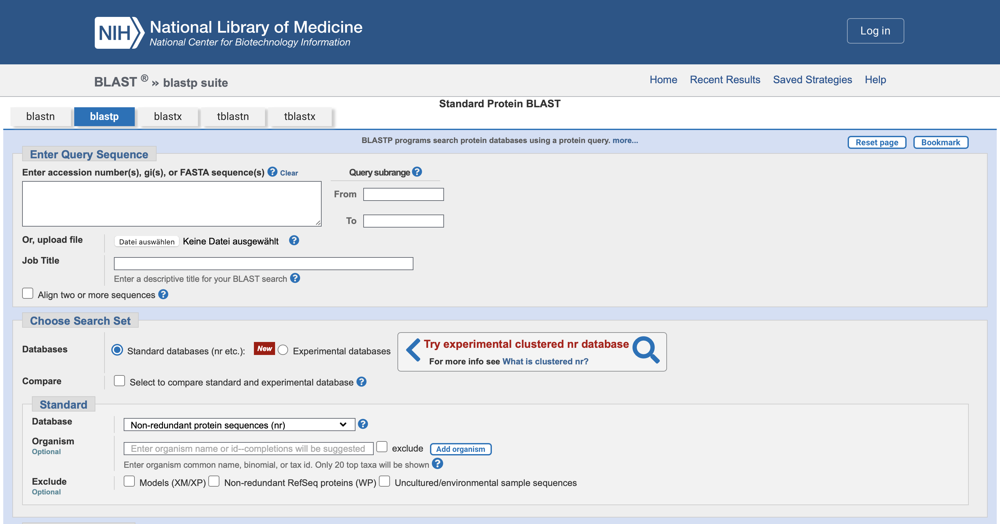 NIH National Library of Medicine
National Center for Biotechnology Information
Log in
BLAST ® » blastp suite
Home Recent Results Saved Strategies Help
Standard Protein BLAST
blastn blastp blastx tblastn tblastx
BLASTP programs search protein databases using a protein query. more...
Reset page Bookmark
Enter Query Sequence
Enter accession number(s), gi(s), or FASTA sequence(s) ? Clear
Query subrange ?
From
To
Or, upload file Datei auswählen Keine Datei ausgewählt ?
Job Title
Enter a descriptive title for your BLAST search ?
Align two or more sequences ?
Choose Search Set
Databases Standard databases (nr etc.): New Experimental databases
Try experimental clustered nr database
For more info see What is clustered nr?
Compare Select to compare standard and experimental database ?
Standard
Database Non-redundant protein sequences (nr) ?
Organism
Optional
Enter organism name or id--completions will be suggested exclude Add organism
Enter organism common name, binomial, or tax id. Only 20 top taxa will be shown ?
Exclude
Optional
Models (XM/XP) Non-redundant RefSeq proteins (WP) Uncultured/environmental sample sequences